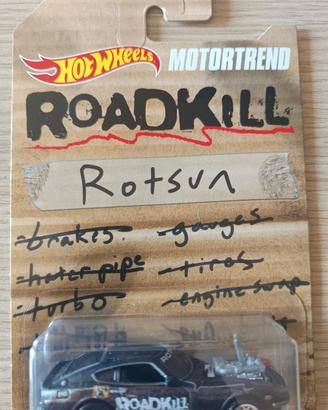 HOT WHEELS MOTORTREND
ROADKILL
Rotsun
brakes gauges
heater pipe tires
turbo engine swap
ROADKILL